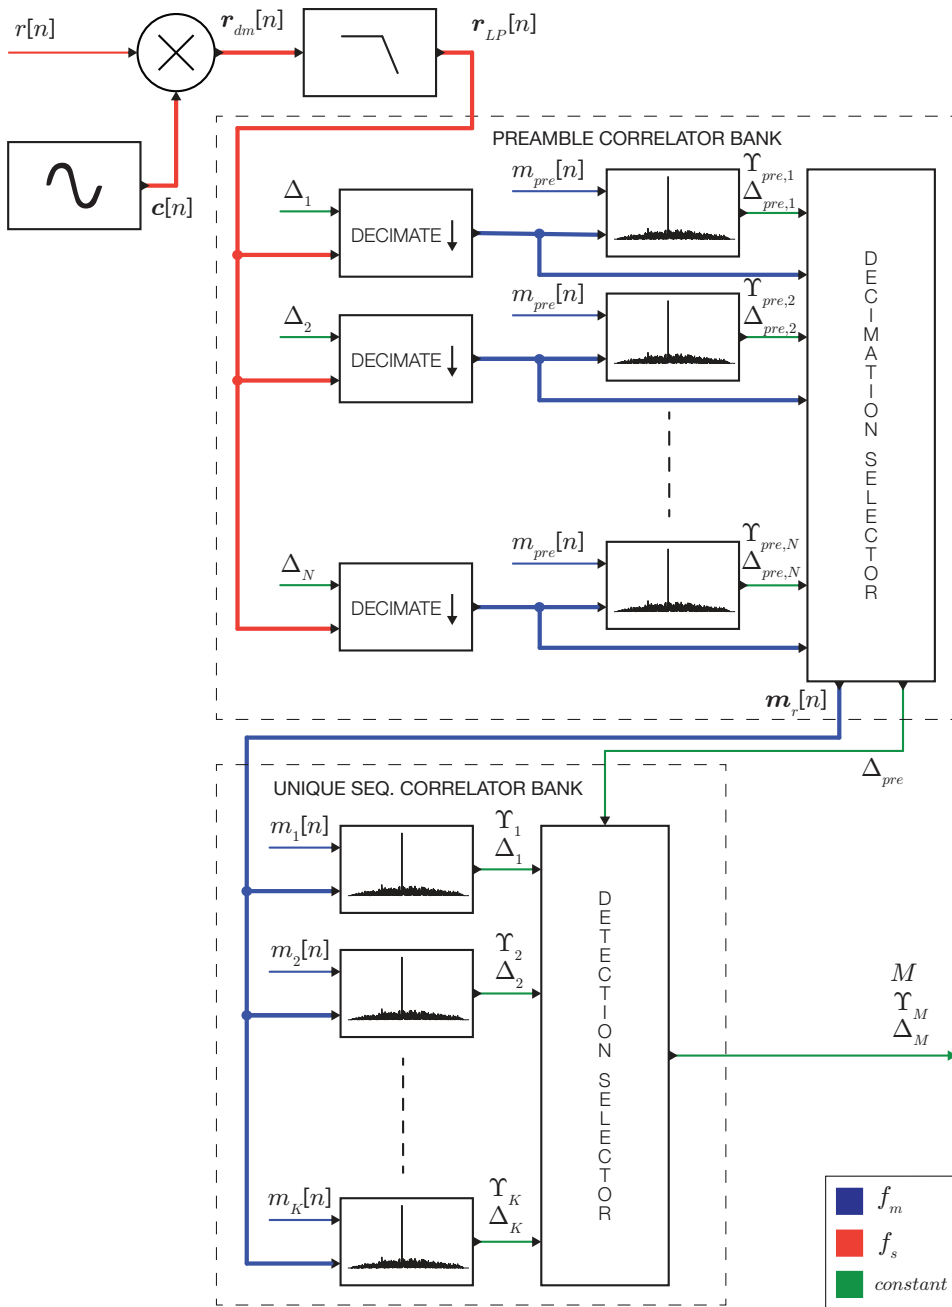 r[n]
r_dm[n]
r_LP[n]
c[n]
PREAMBLE CORRELATOR BANK
Δ_1
DECIMATE
m_pre[n]
ϒ_pre,1
Δ_pre,1
Δ_2
DECIMATE
m_pre[n]
ϒ_pre,2
Δ_pre,2
Δ_N
DECIMATE
m_pre[n]
ϒ_pre,N
Δ_pre,N
DECIMATION SELECTOR
m_r[n]
Δ_pre
UNIQUE SEQ. CORRELATOR BANK
m_1[n]
ϒ_1
Δ_1
m_2[n]
ϒ_2
Δ_2
m_K[n]
ϒ_K
Δ_K
DETECTION SELECTOR
M
ϒ_M
Δ_M
f_m
f_s
constant